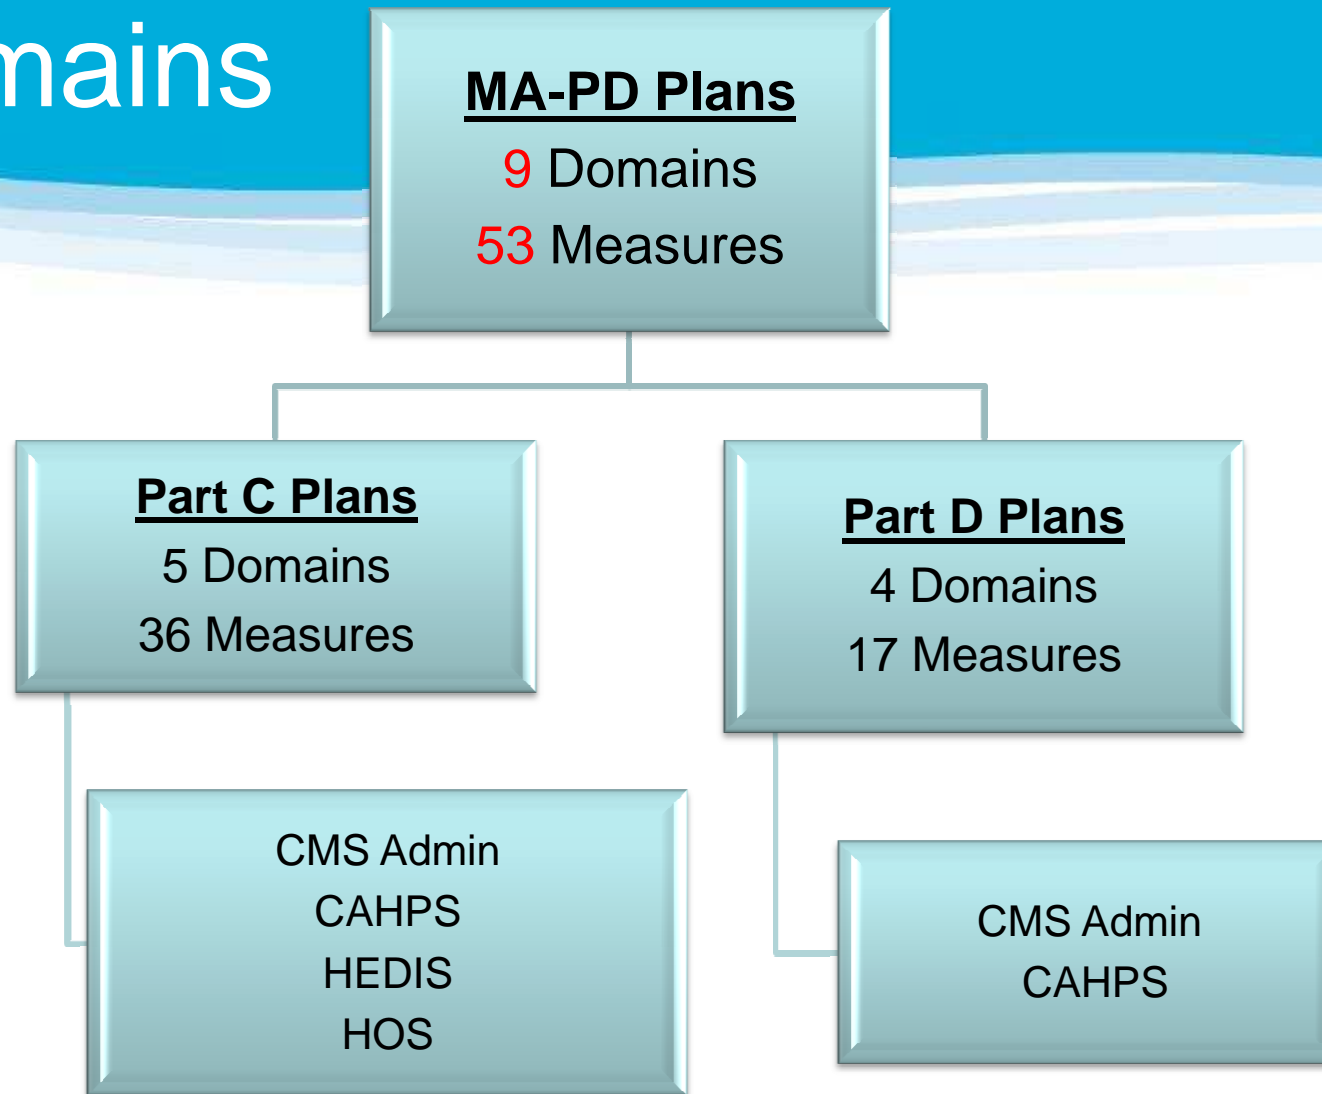 mains
MA-PD Plans
9 Domains
53 Measures
Part C Plans
5 Domains
36 Measures
Part D Plans
4 Domains
17 Measures
CMS Admin
CAHPS
HEDIS
HOS
CMS Admin
CAHPS